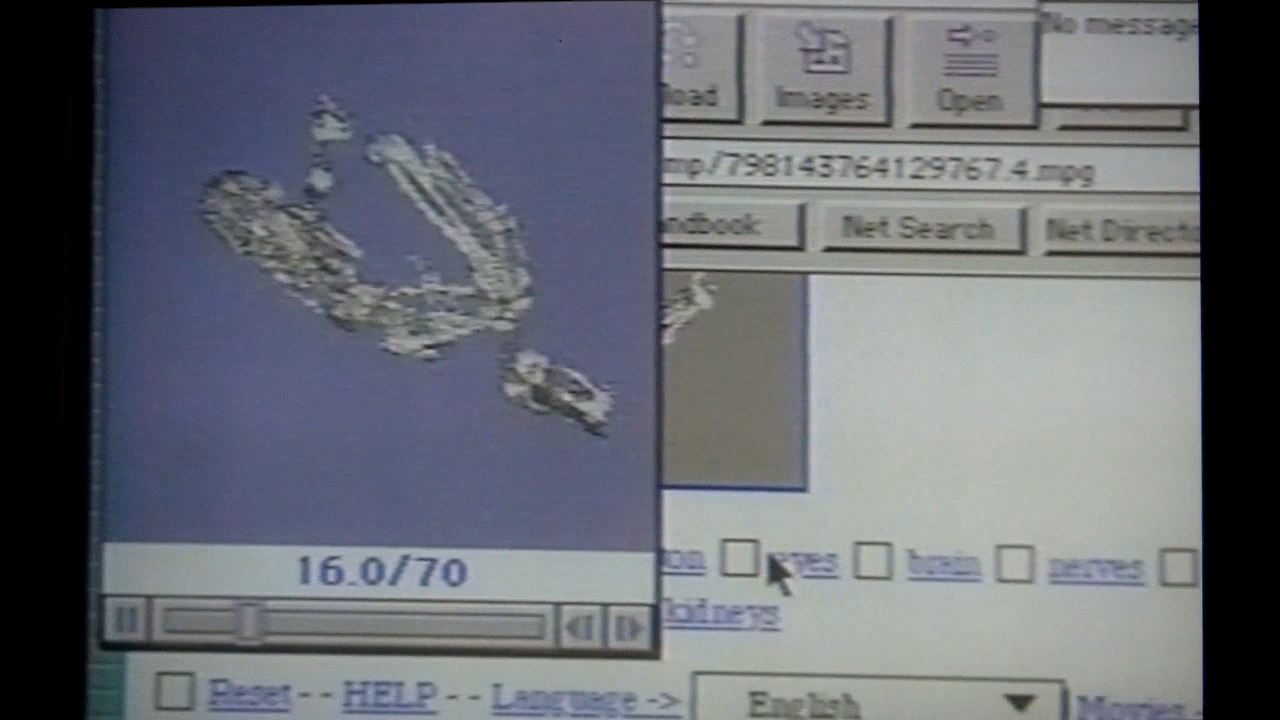 No message
load Images Open
mp/798143764129767.4.mpg
ndbook Net Search Net Directo
16.0/70
on eyes brain nerves
kidneys
Reset -- HELP -- Language -> English Movies -